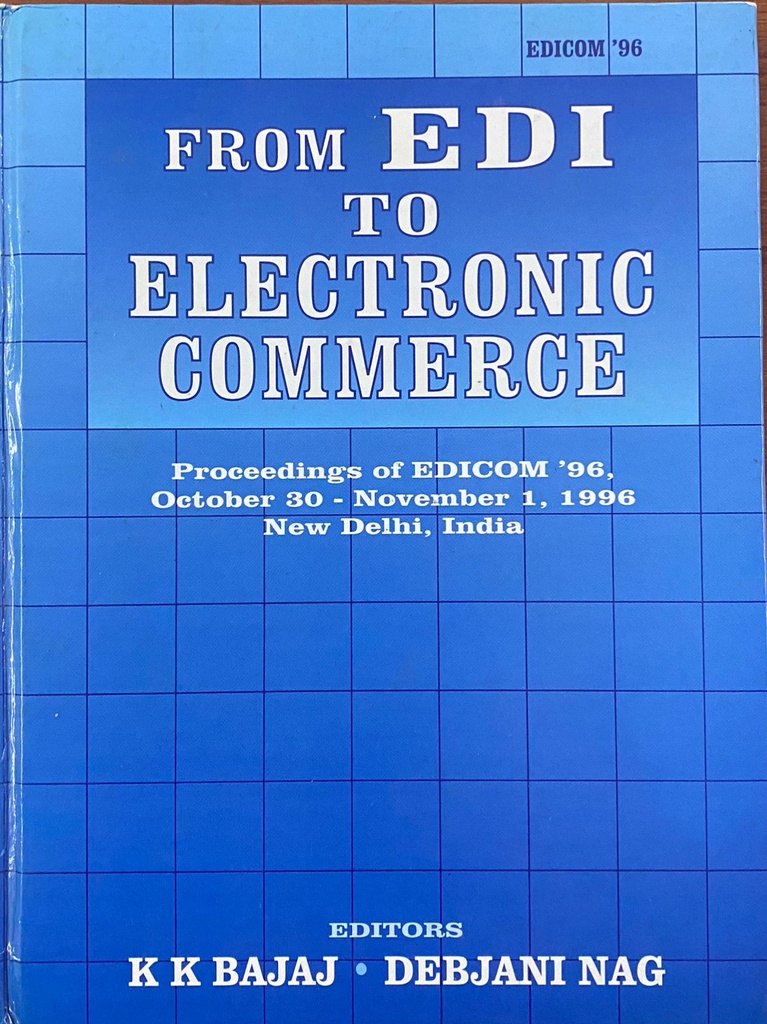 EDICOM '96
FROM EDI
TO
ELECTRONIC
COMMERCE
Proceedings of EDICOM '96,
October 30 - November 1, 1996
New Delhi, India
EDITORS
K K BAJAJ • DEBJANI NAG